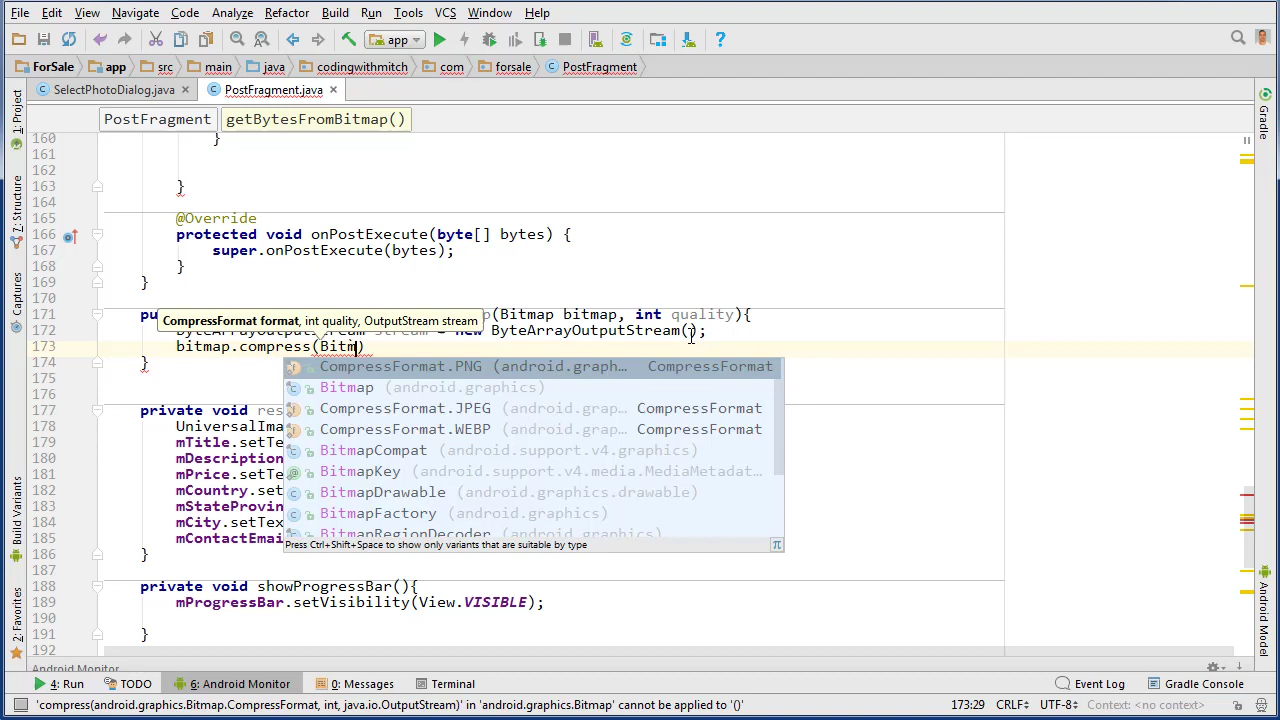 File Edit View Navigate Code Analyze Refactor Build Run Tools VCS Window Help
app
ForSale app src main java codingwithmitch com forsale PostFragment
SelectPhotoDialog.java PostFragment.java
PostFragment getBytesFromBitmap()
160 }
161
162
163 }
164
165 @Override
166 protected void onPostExecute(byte[] bytes) {
167 super.onPostExecute(bytes);
168 }
169 }
170
171 pu p(Bitmap bitmap, int quality){
CompressFormat format, int quality, OutputStream stream
172 ByteArrayOutputStream stream = new ByteArrayOutputStream();
173 bitmap.compress(Bitm)
174 }
175
176
177 private void res
178 UniversalIma
179 mTitle.setTe
180 mDescription
181 mPrice.setTe
182 mCountry.set
183 mStateProvin
184 mCity.setTex
185 mContactEmai
186 }
187
188 private void showProgressBar(){
189 mProgressBar.setVisibility(View.VISIBLE);
190
191 }
192
CompressFormat.PNG (android.graph… CompressFormat
Bitmap (android.graphics)
CompressFormat.JPEG (android.grap… CompressFormat
CompressFormat.WEBP (android.grap… CompressFormat
BitmapCompat (android.support.v4.graphics)
BitmapKey (android.support.v4.media.MediaMetadat…
BitmapDrawable (android.graphics.drawable)
BitmapFactory (android.graphics)
BitmapRegionDecoder (android.graphics)
Press Ctrl+Shift+Space to show only variants that are suitable by type π
1: Project
7: Structure
Captures
Build Variants
2: Favorites
Gradle
Android Model
Android Monitor
4: Run TODO 6: Android Monitor 0: Messages Terminal Event Log Gradle Console
'compress(android.graphics.Bitmap.CompressFormat, int, java.io.OutputStream)' in 'android.graphics.Bitmap' cannot be applied to '()' 173:29 CRLF÷ UTF-8÷ Context: <no context>